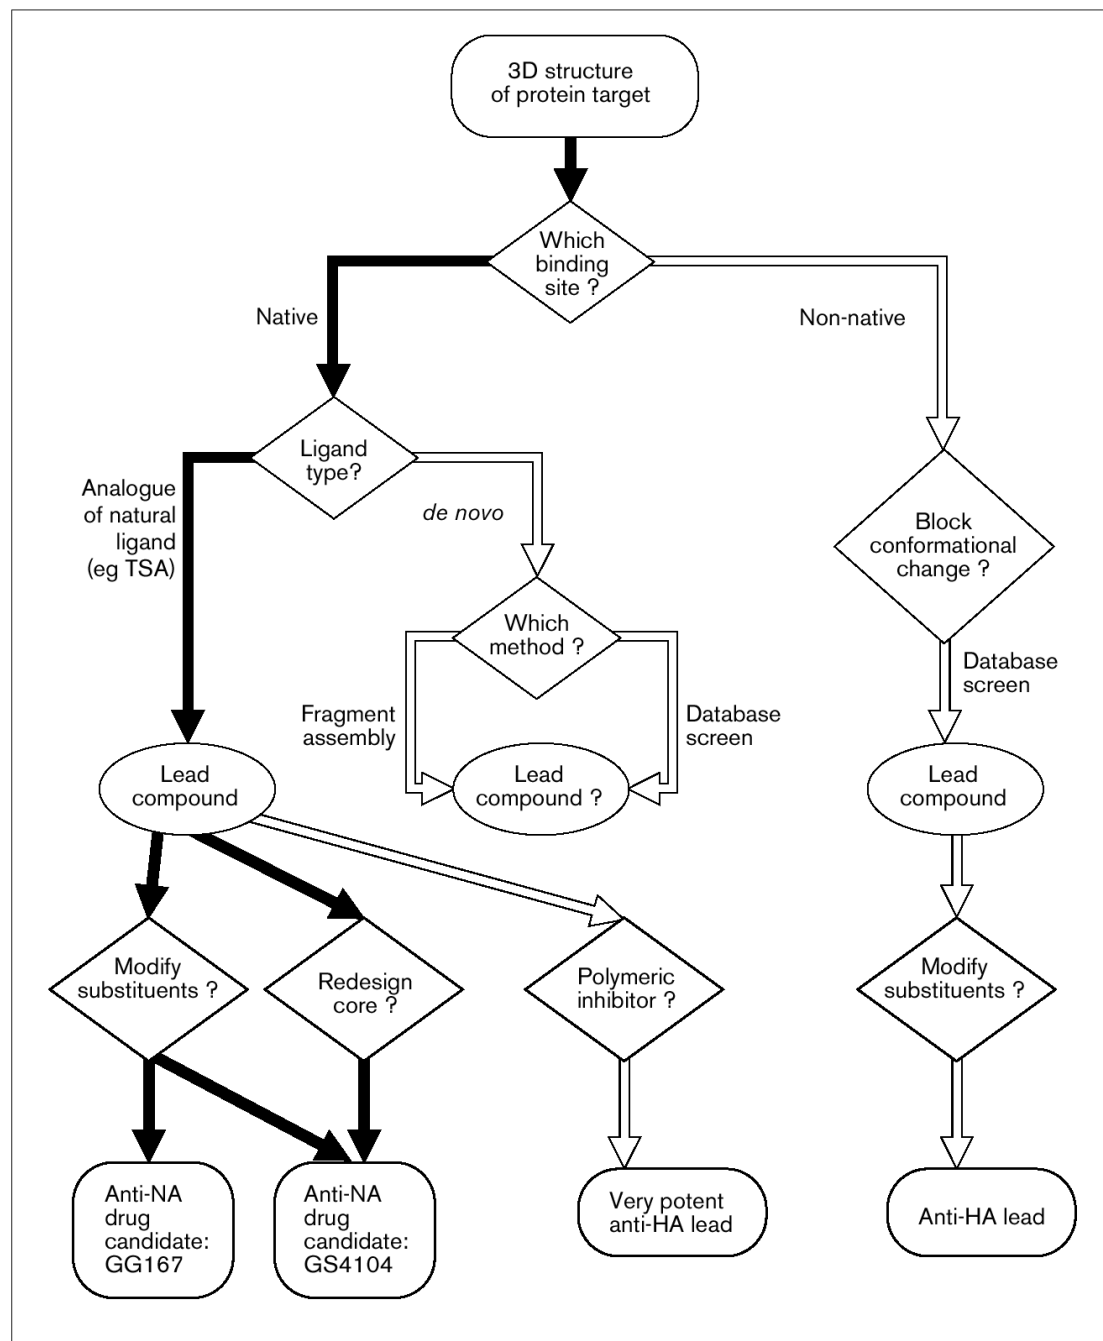 3D structure
of protein target
Which
binding
site ?
Native
Non-native
Ligand
type?
Analogue
of natural
ligand
(eg TSA)
de novo
Block
conformational
change ?
Which
method ?
Database
screen
Fragment
assembly
Database
screen
Lead
compound
Lead
compound ?
Lead
compound
Modify
substituents ?
Redesign
core ?
Polymeric
inhibitor ?
Modify
substituents ?
Anti-NA
drug
candidate:
GG167
Anti-NA
drug
candidate:
GS4104
Very potent
anti-HA lead
Anti-HA lead